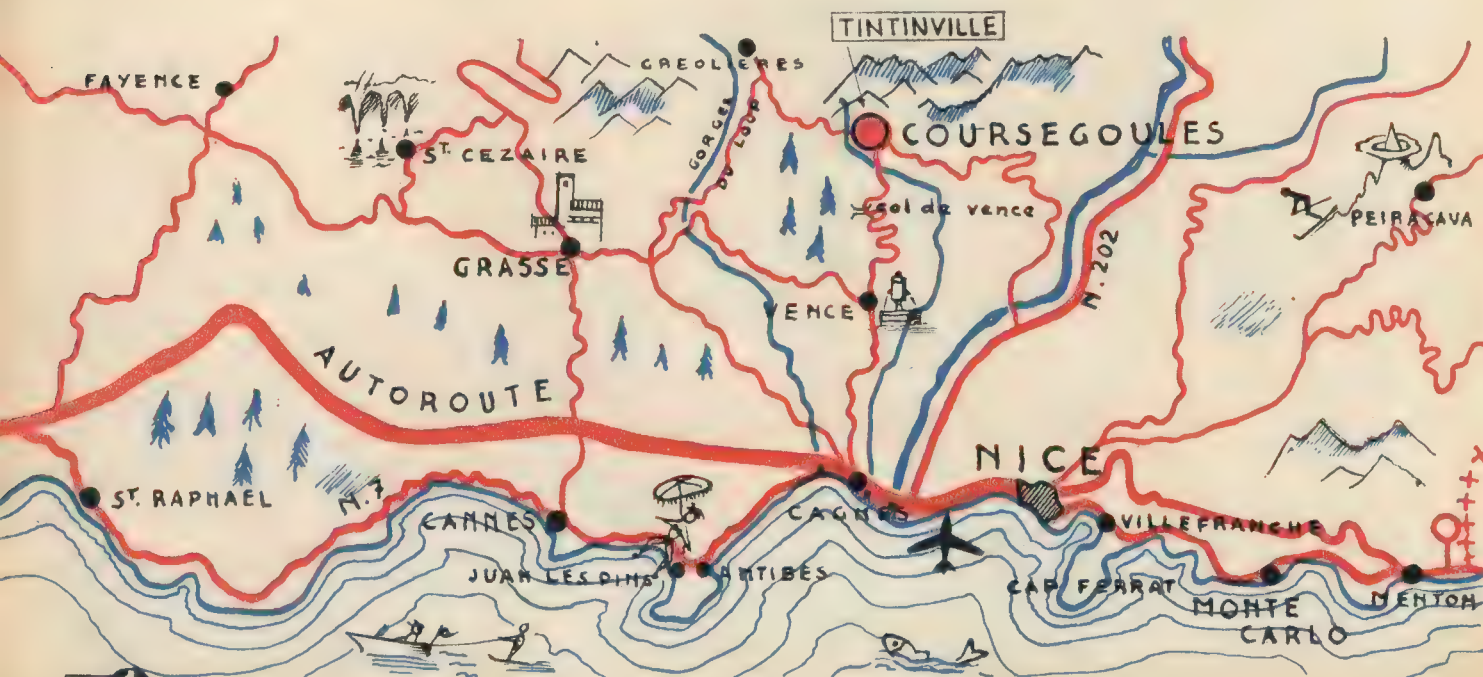 TINTINVILLE
GREOLIERES
FAYENCE
GORGES
DU LOUP
COURSEGOULES
ST. CEZAIRE
col de vence
PEIRACAVA
GRASSE
N. 202
VENCE
AUTOROUTE
NICE
ST. RAPHAEL
N. 7
CANNES
CAGNES
VILLEFRANCHE
JUAN LES PINS
ANTIBES
CAP FERRAT
MONTE
CARLO
MENTON